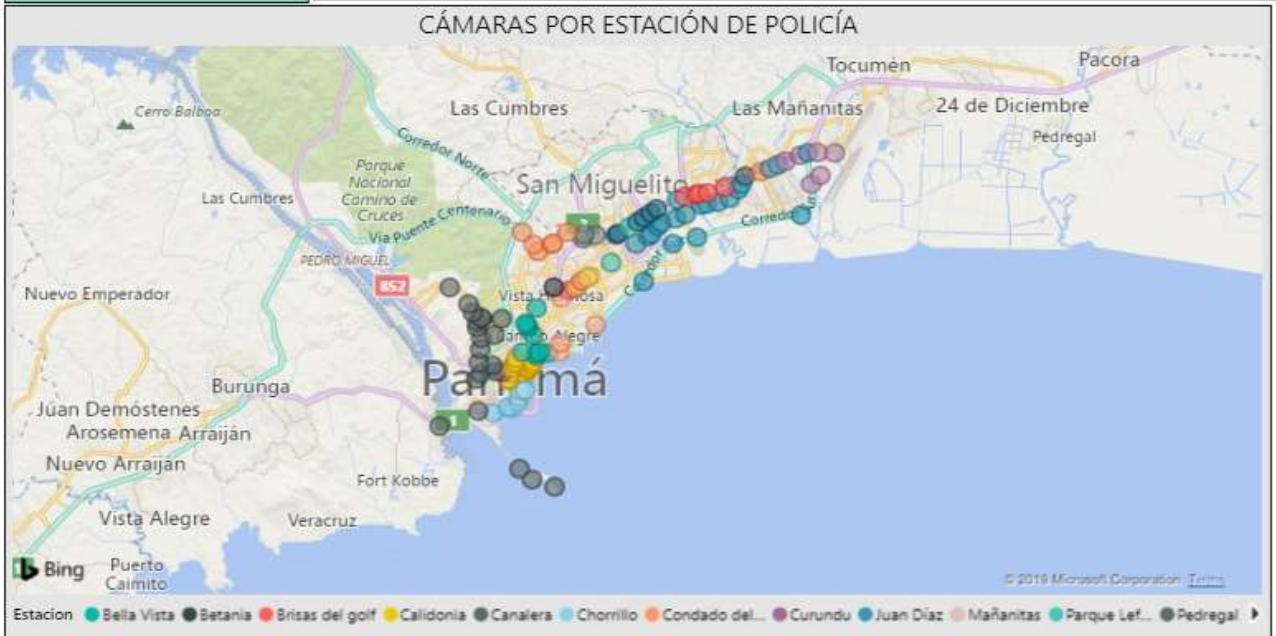 CÁMARAS POR ESTACIÓN DE POLICÍA
Tocumén
Pacora
Cerro Balboa
Las Cumbres
Las Mañanitas
24 de Diciembre
Pedregal
Corredor Norte
Parque
Nacional
Camino de
Cruces
San Miguelito
Las Cumbres
Vía Puente Centenario
PEDRO MIGUEL
852
Nuevo Emperador
Vista Hermosa
Panamá
Burunga
Juan Demóstenes
Arosemena
Arraiján
1
Nuevo Arraiján
Fort Kobbe
Vista Alegre
Veracruz
Bing
Puerto
Caimito
© 2019 Microsoft Corporation Terms
Estacion Bella Vista Betania Brisas del golf Calidonia Canalera Chorrillo Condado del... Curundu Juan Díaz Mañanitas Parque Lef... Pedregal